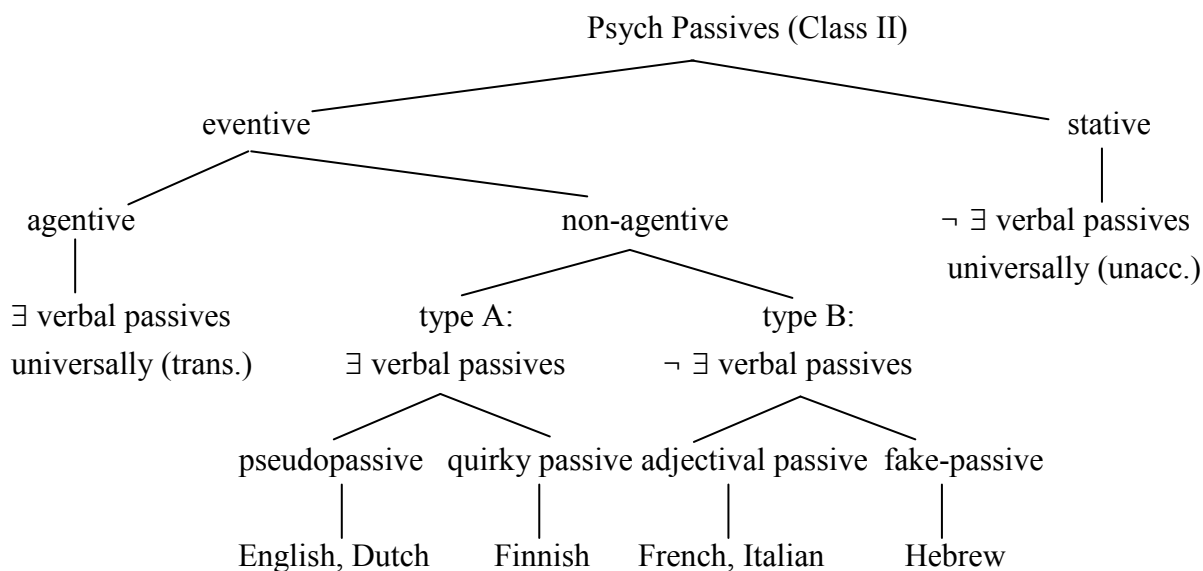 Psych Passives (Class II)
eventive
stative
agentive
non-agentive
¬ ∃ verbal passives
universally (unacc.)
∃ verbal passives
universally (trans.)
type A:
∃ verbal passives
type B:
¬ ∃ verbal passives
pseudopassive
quirky passive
adjectival passive
fake-passive
English, Dutch
Finnish
French, Italian
Hebrew